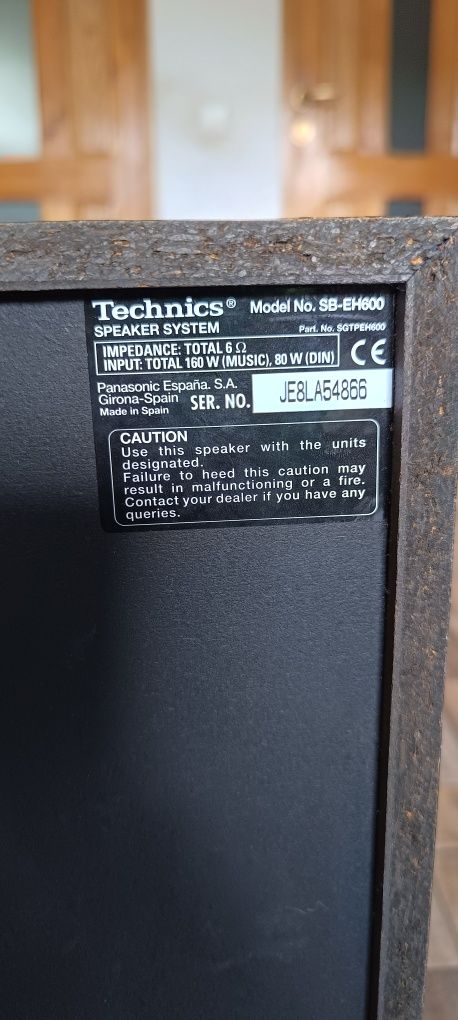 Technics® Model No. SB-EH600
SPEAKER SYSTEM Part. No. SGTPEH600
IMPEDANCE: TOTAL 6 Ω
INPUT: TOTAL 160 W (MUSIC), 80 W (DIN) CE
Panasonic España. S.A.
Girona-Spain SER. NO. JE8LA54866
Made in Spain
CAUTION
Use this speaker with the units
designated.
Failure to heed this caution may
result in malfunctioning or a fire.
Contact your dealer if you have any
queries.